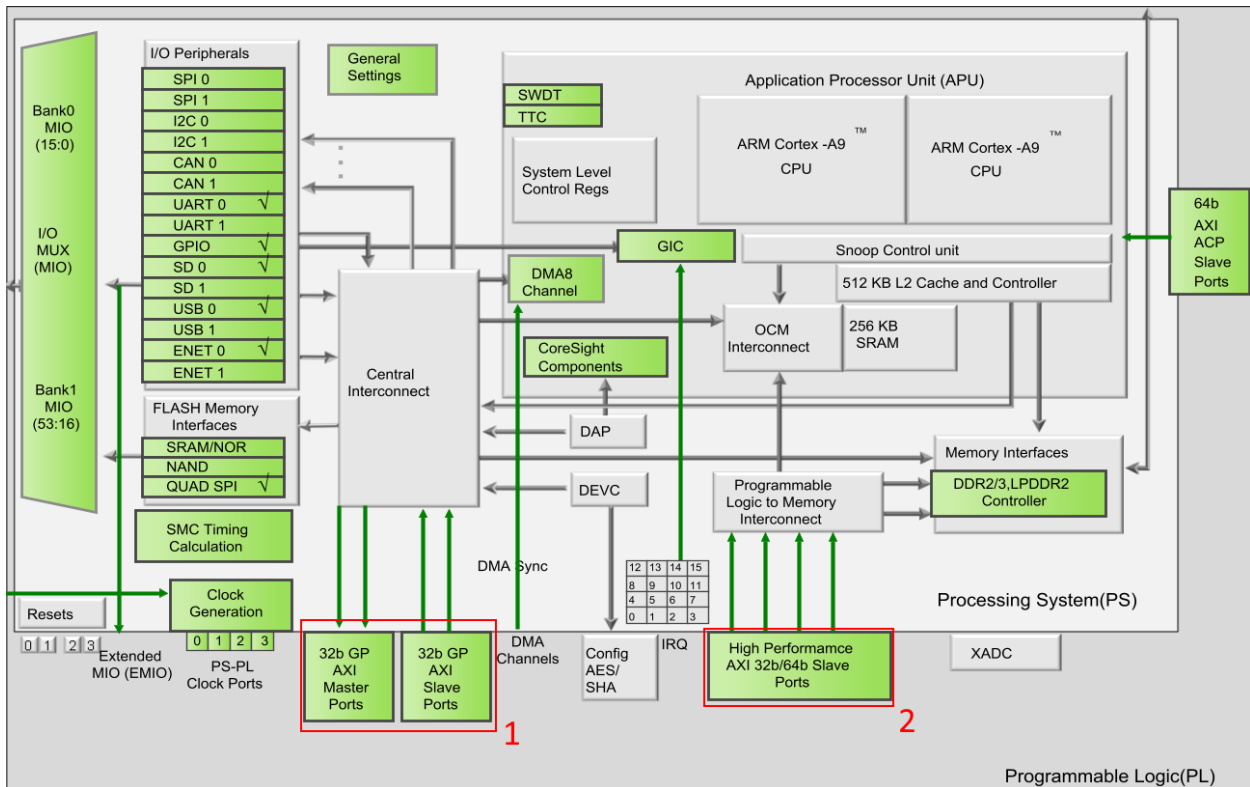 I/O Peripherals
SPI 0
SPI 1
I2C 0
I2C 1
CAN 0
CAN 1
UART 0 √
UART 1
GPIO √
SD 0 √
SD 1
USB 0 √
USB 1
ENET 0 √
ENET 1
Bank0
MIO
(15:0)
I/O
MUX
(MIO)
Bank1
MIO
(53:16)
FLASH Memory
Interfaces
SRAM/NOR
NAND
QUAD SPI √
SMC Timing
Calculation
General
Settings
Application Processor Unit (APU)
SWDT
TTC
System Level
Control Regs
ARM Cortex -A9 ™
CPU
ARM Cortex -A9 ™
CPU
64b
AXI
ACP
Slave
Ports
GIC
Snoop Control unit
DMA8
Channel
512 KB L2 Cache and Controller
OCM
Interconnect
256 KB
SRAM
CoreSight
Components
Central
Interconnect
DAP
DEVC
Memory Interfaces
DDR2/3,LPDDR2
Controller
Programmable
Logic to Memory
Interconnect
DMA Sync
12 13 14 15
8 9 10 11
4 5 6 7
0 1 2 3
Processing System(PS)
Resets
0 1 2 3
Clock
Generation
0 1 2 3
Extended
MIO (EMIO)
PS-PL
Clock Ports
32b GP
AXI
Master
Ports
32b GP
AXI
Slave
Ports
1
DMA
Channels
Config
AES/
SHA
IRQ
High Performamce
AXI 32b/64b Slave
Ports
2
XADC
Programmable Logic(PL)